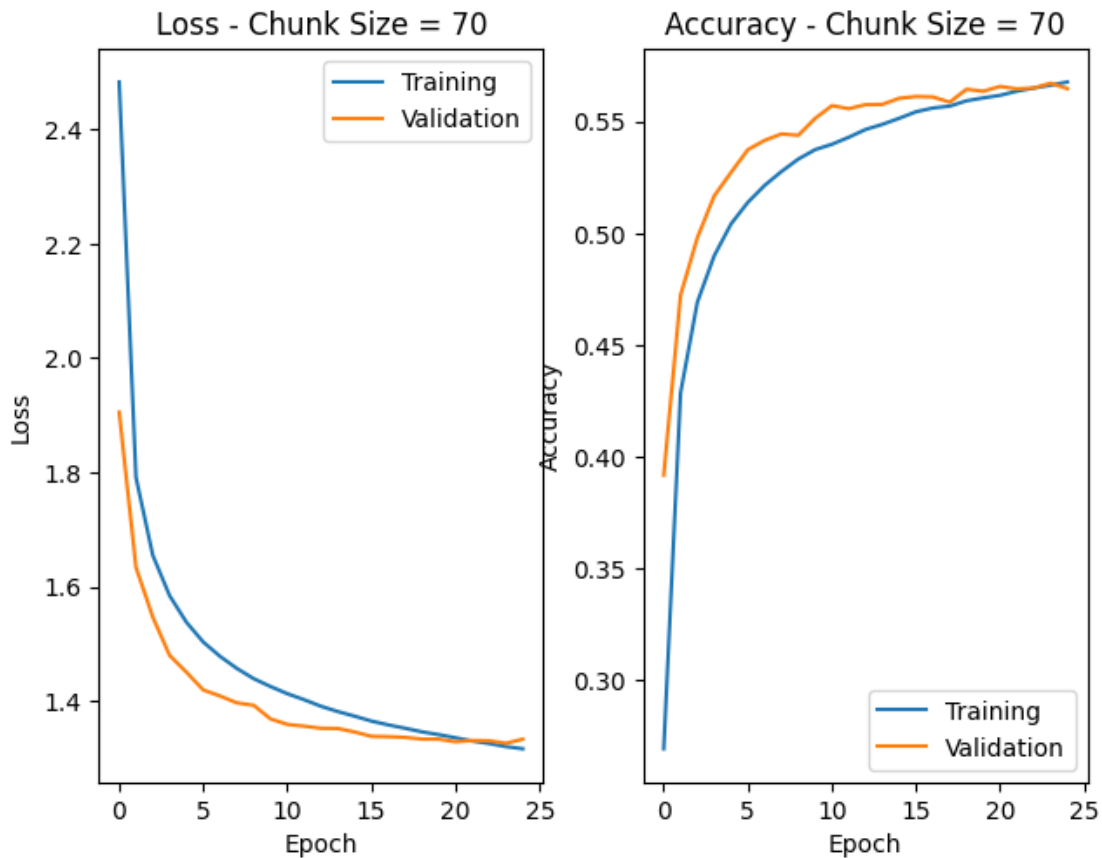 Loss - Chunk Size = 70
Training
Validation
2.4
2.2
2.0
1.8
1.6
1.4
Loss
0
5
10
15
20
25
Epoch
Accuracy - Chunk Size = 70
0.55
0.50
0.45
0.40
0.35
0.30
Accuracy
Training
Validation
0
5
10
15
20
25
Epoch